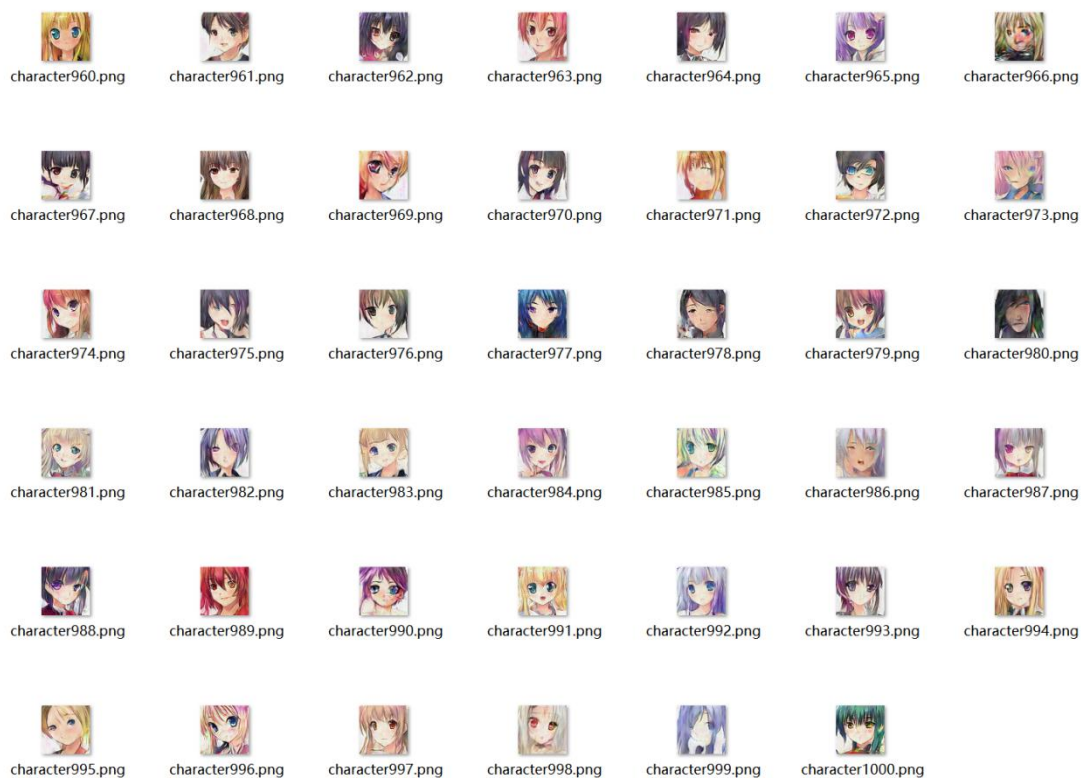 character960.png character961.png character962.png character963.png character964.png character965.png character966.png
character967.png character968.png character969.png character970.png character971.png character972.png character973.png
character974.png character975.png character976.png character977.png character978.png character979.png character980.png
character981.png character982.png character983.png character984.png character985.png character986.png character987.png
character988.png character989.png character990.png character991.png character992.png character993.png character994.png
character995.png character996.png character997.png character998.png character999.png character1000.png